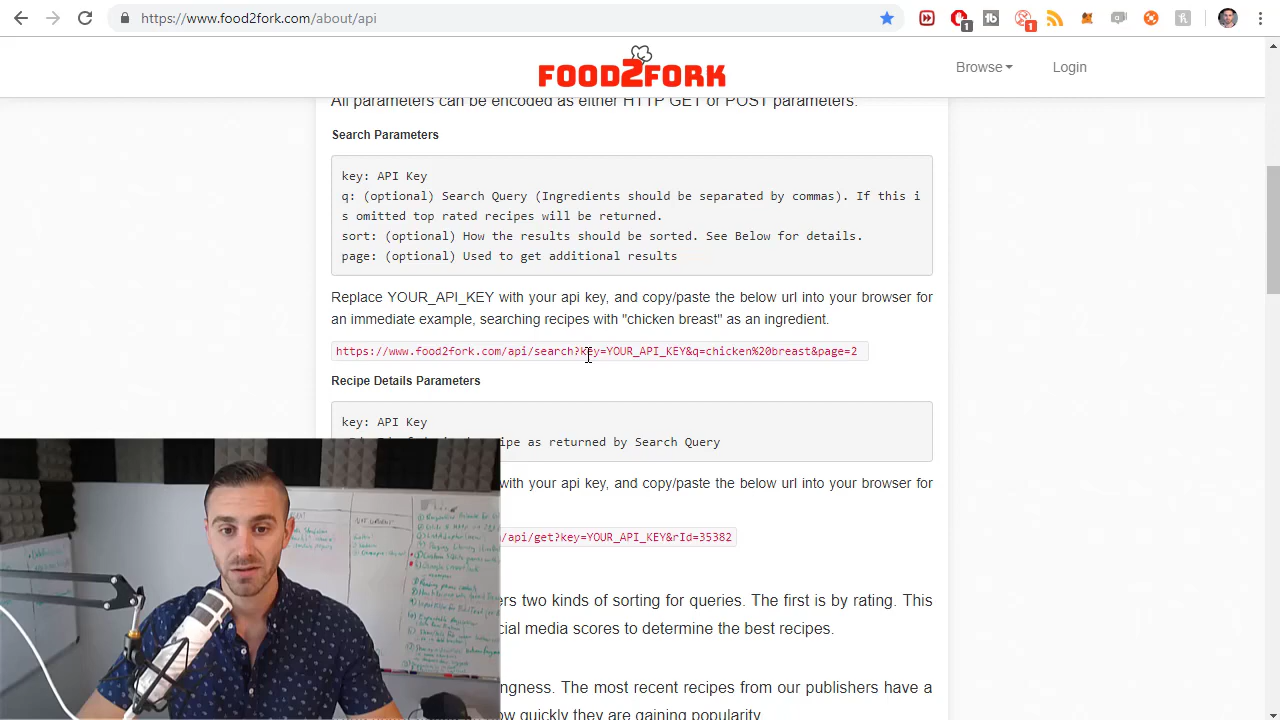 https://www.food2fork.com/about/api
1
1
FOOD2FORK
Browse
Login
All parameters can be encoded as either HTTP GET or POST parameters.
Search Parameters
key: API Key
q: (optional) Search Query (Ingredients should be separated by commas). If this i
s omitted top rated recipes will be returned.
sort: (optional) How the results should be sorted. See Below for details.
page: (optional) Used to get additional results
Replace YOUR_API_KEY with your api key, and copy/paste the below url into your browser for
an immediate example, searching recipes with "chicken breast" as an ingredient.
https://www.food2fork.com/api/search?key=YOUR_API_KEY&q=chicken%20breast&page=2
Recipe Details Parameters
key: API Key
ipe as returned by Search Query
with your api key, and copy/paste the below url into your browser for
/api/get?key=YOUR_API_KEY&rId=35382
ers two kinds of sorting for queries. The first is by rating. This
cial media scores to determine the best recipes.
ngness. The most recent recipes from our publishers have a
ow quickly they are gaining popularity.